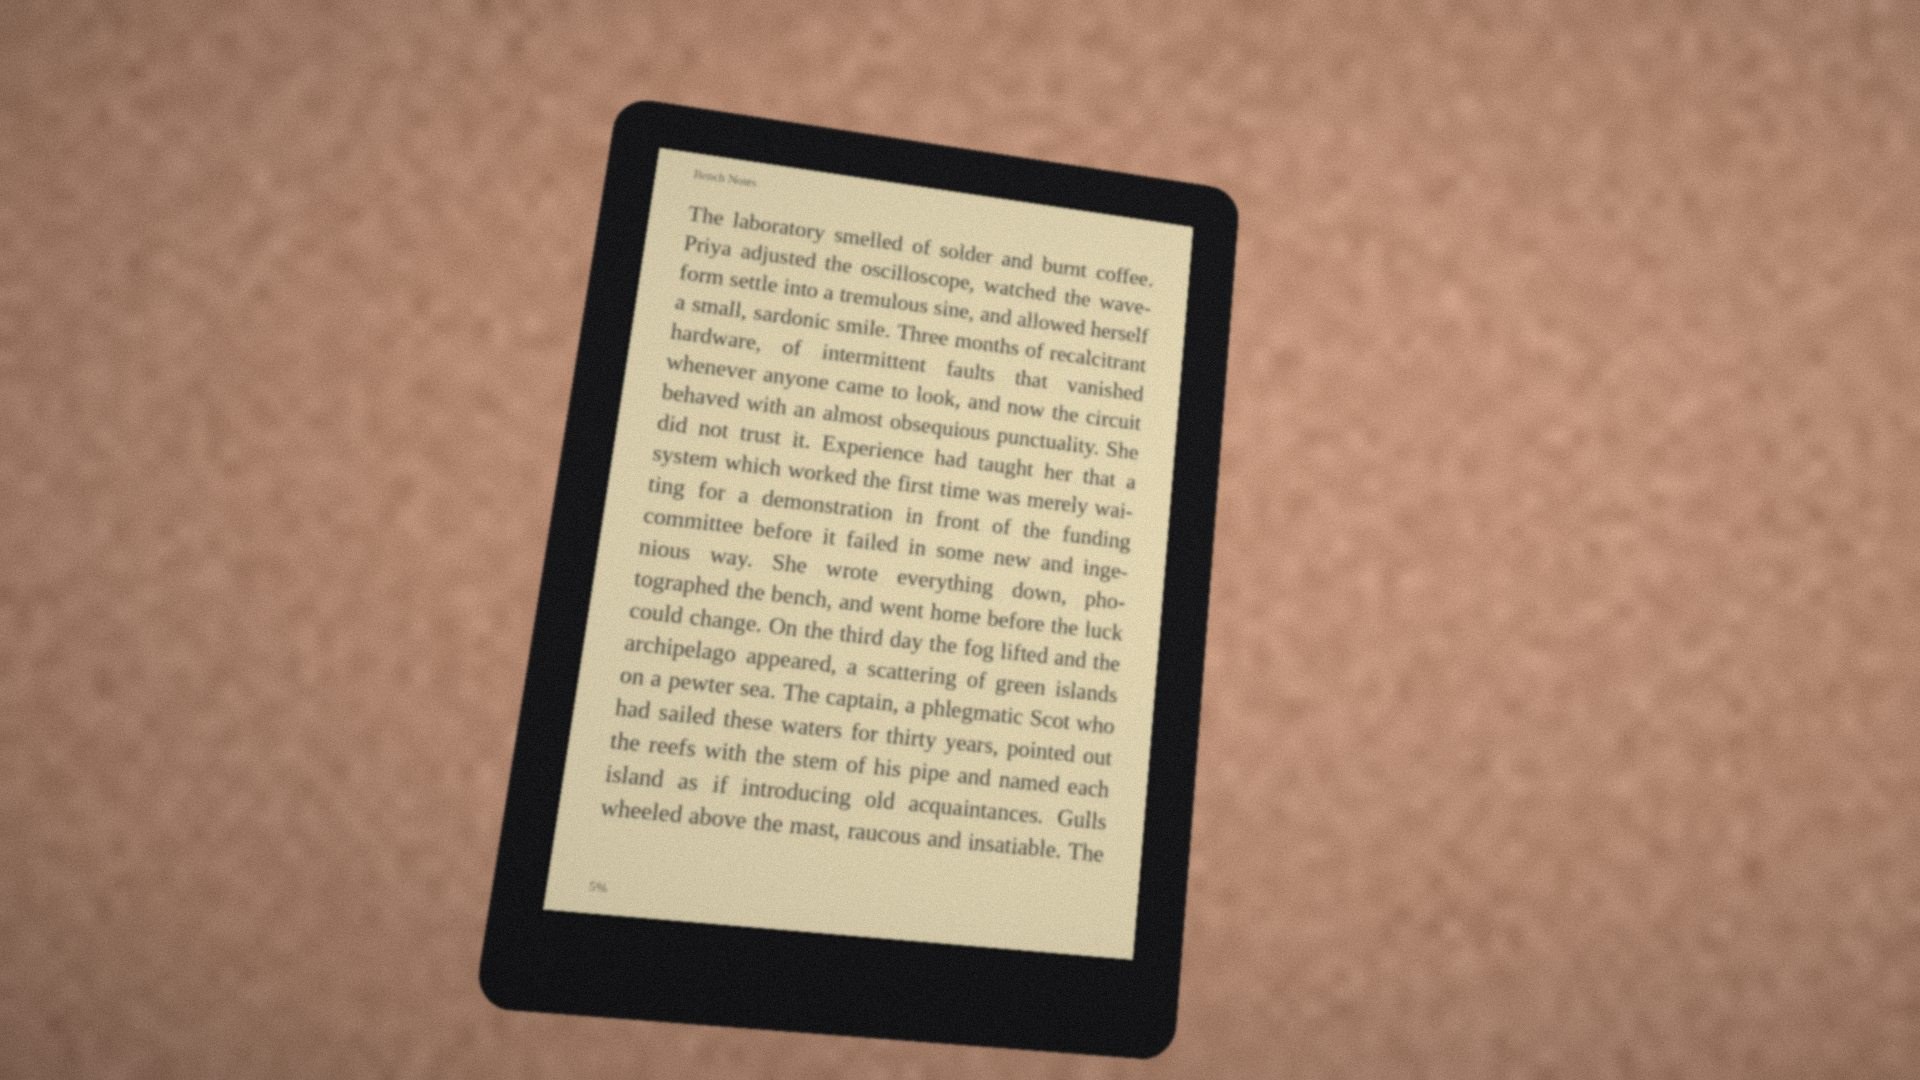 Bench Notes
The laboratory smelled of solder and burnt coffee.
Priya adjusted the oscilloscope, watched the wave-
form settle into a tremulous sine, and allowed herself
a small, sardonic smile. Three months of recalcitrant
hardware, of intermittent faults that vanished
whenever anyone came to look, and now the circuit
behaved with an almost obsequious punctuality. She
did not trust it. Experience had taught her that a
system which worked the first time was merely wai-
ting for a demonstration in front of the funding
committee before it failed in some new and inge-
nious way. She wrote everything down, pho-
tographed the bench, and went home before the luck
could change. On the third day the fog lifted and the
archipelago appeared, a scattering of green islands
on a pewter sea. The captain, a phlegmatic Scot who
had sailed these waters for thirty years, pointed out
the reefs with the stem of his pipe and named each
island as if introducing old acquaintances. Gulls
wheeled above the mast, raucous and insatiable. The
5%